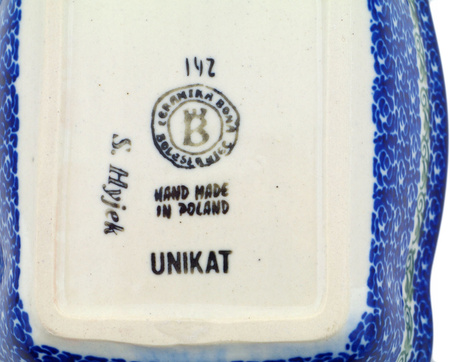 142
CERAMIKA BONA BOLESŁAWIEC
B
S. Hyjek
HAND MADE
IN POLAND
UNIKAT